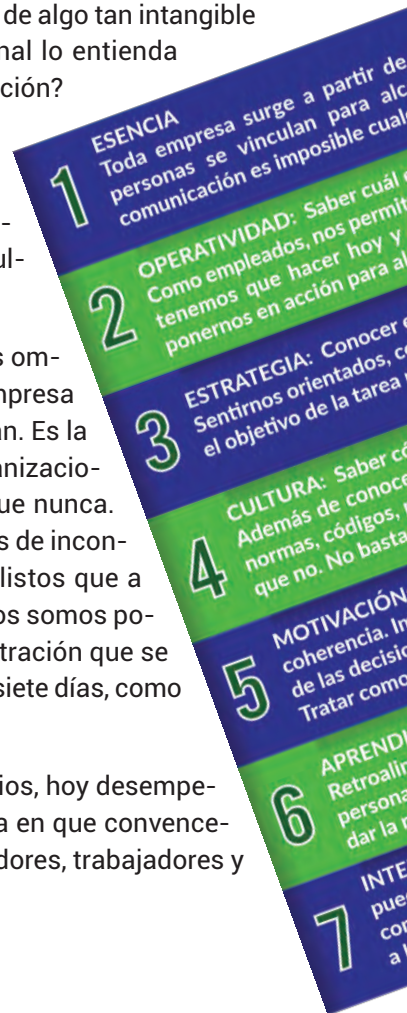 de algo tan intangible
nal lo entienda
ción?
-
ul-
s om-
mpresa
an. Es la
anizacio-
ue nunca.
s de incon-
listos que a
os somos po-
tración que se
siete días, como
ios, hoy desempe-
a en que convence-
dores, trabajadores y
1
ESENCIA
Toda empresa surge a partir de
personas se vinculan para alc
comunicación es imposible cual
2
OPERATIVIDAD: Saber cuál
Como empleados, nos permit
tenemos que hacer hoy y
ponernos en acción para al
3
ESTRATEGIA: Conocer
Sentirnos orientados, co
el objetivo de la tarea
4
CULTURA: Saber có
Además de conoce
normas, códigos,
que no. No basta
5
MOTIVACIÓN
coherencia. In
de las decisio
Tratar como
6
APRENDI
Retroalim
persona
dar la
7
INTE
pue
con
a l